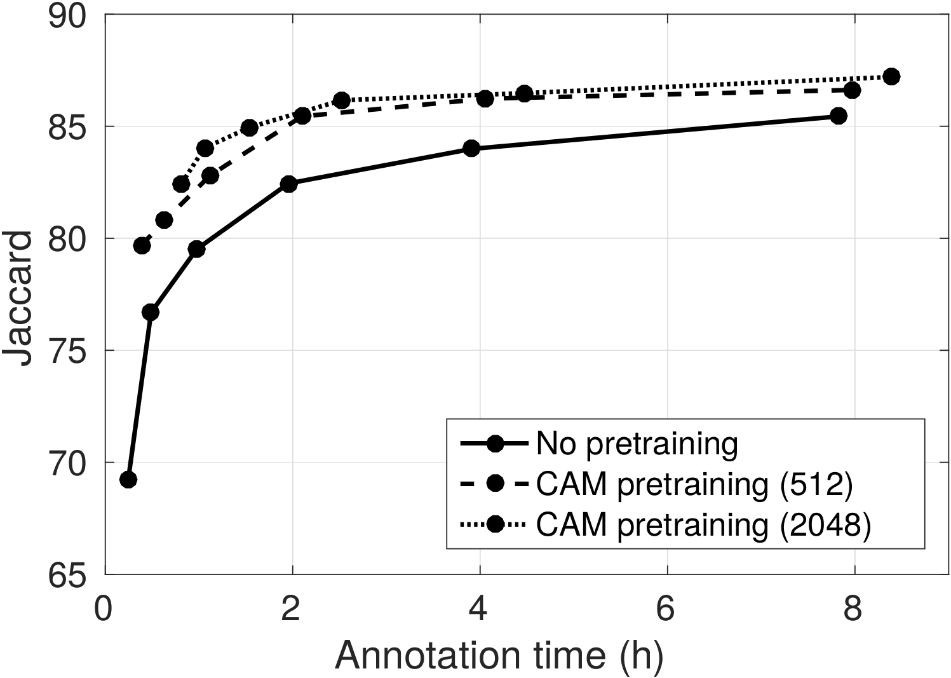 90
85
80
75
70
65
Jaccard
No pretraining
CAM pretraining (512)
CAM pretraining (2048)
0 2 4 6 8
Annotation time (h)